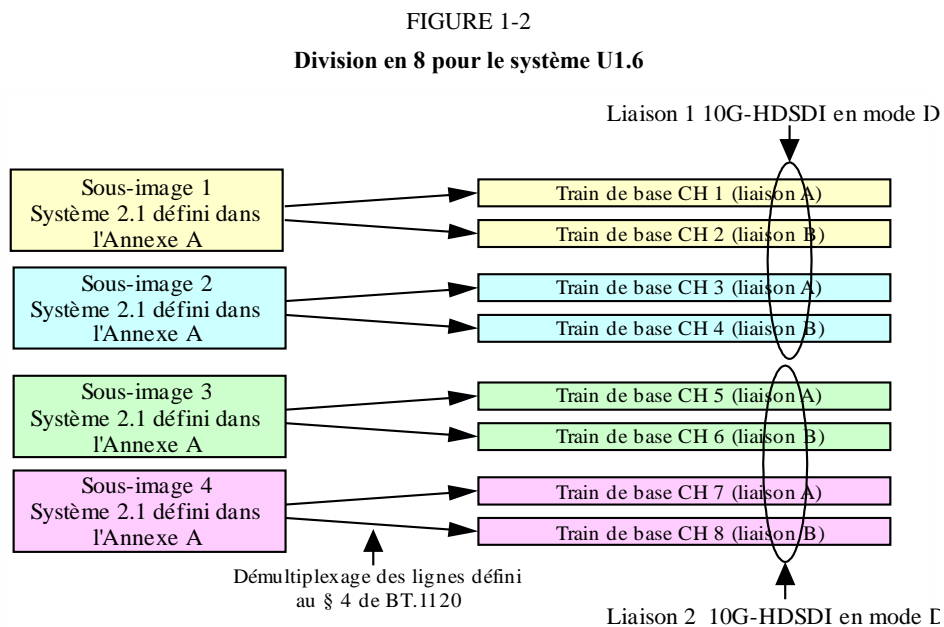 FIGURE 1-2
Division en 8 pour le système U1.6
Liaison 1 10G-HDSDI en mode D
Sous-image 1
Système 2.1 défini dans
l'Annexe A
Train de base CH 1 (liaison A)
Train de base CH 2 (liaison B)
Sous-image 2
Système 2.1 défini dans
l'Annexe A
Train de base CH 3 (liaison A)
Train de base CH 4 (liaison B)
Sous-image 3
Système 2.1 défini dans
l'Annexe A
Train de base CH 5 (liaison A)
Train de base CH 6 (liaison B)
Sous-image 4
Système 2.1 défini dans
l'Annexe A
Train de base CH 7 (liaison A)
Train de base CH 8 (liaison B)
Démultiplexage des lignes défini
au § 4 de BT.1120
Liaison 2 10G-HDSDI en mode D